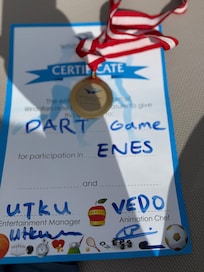 CERTIFICATE
DART Game
for participation in ENES
and
UTKU VEDO
Entertainment Manager Animation Chef